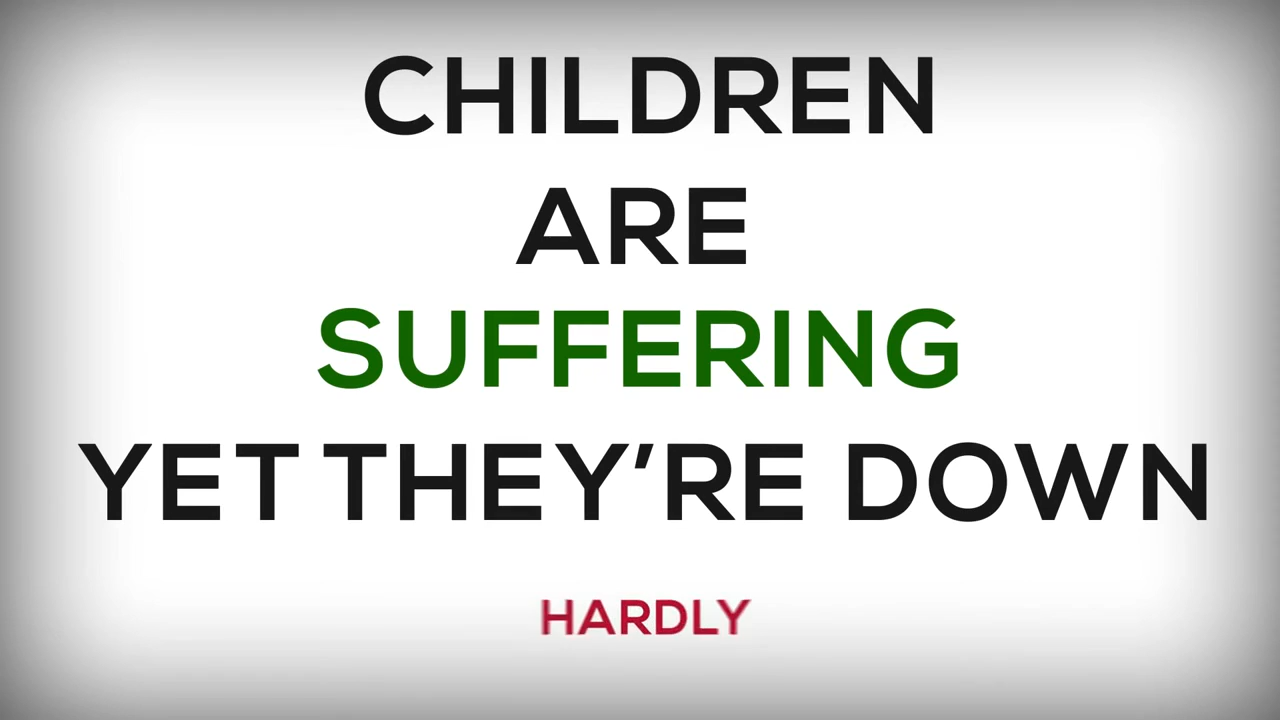 CHILDREN
ARE
SUFFERING
YET THEY’RE DOWN
HARDLY